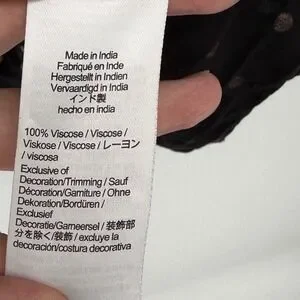 Made in India
Fabriqué en Inde
Hergestellt in Indien
Vervaardigd in India
インド製
hecho en india
100% Viscose / Viscose /
Viskose / Viscose / レーヨン
/ viscosa
Exclusive of
Decoration/Trimming / Sauf
Décoration/Garniture / Ohne
Dekoration/Bordüren /
Exclusief
Decoratie/Gameersel / 装飾部
分を除く/装飾 / excluye la
decoración/costura decorativa